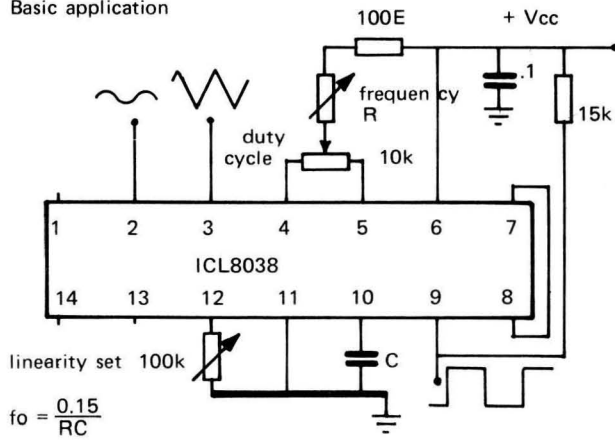 Basic application
100E
+ Vcc
.1
frequen cy
R
15k
duty
cycle
10k
1 2 3 4 5 6 7
ICL8038
14 13 12 11 10 9 8
linearity set 100k
C
fo = 0.15
RC